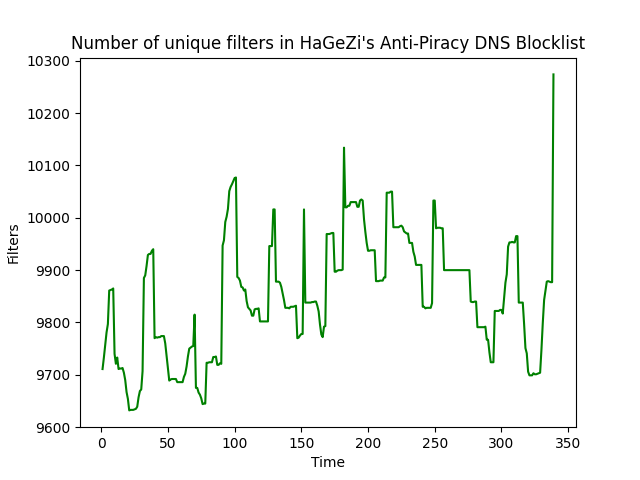 Number of unique filters in HaGeZi's Anti-Piracy DNS Blocklist
10300
10200
10100
10000
9900
9800
9700
9600
Filters
0 50 100 150 200 250 300 350
Time